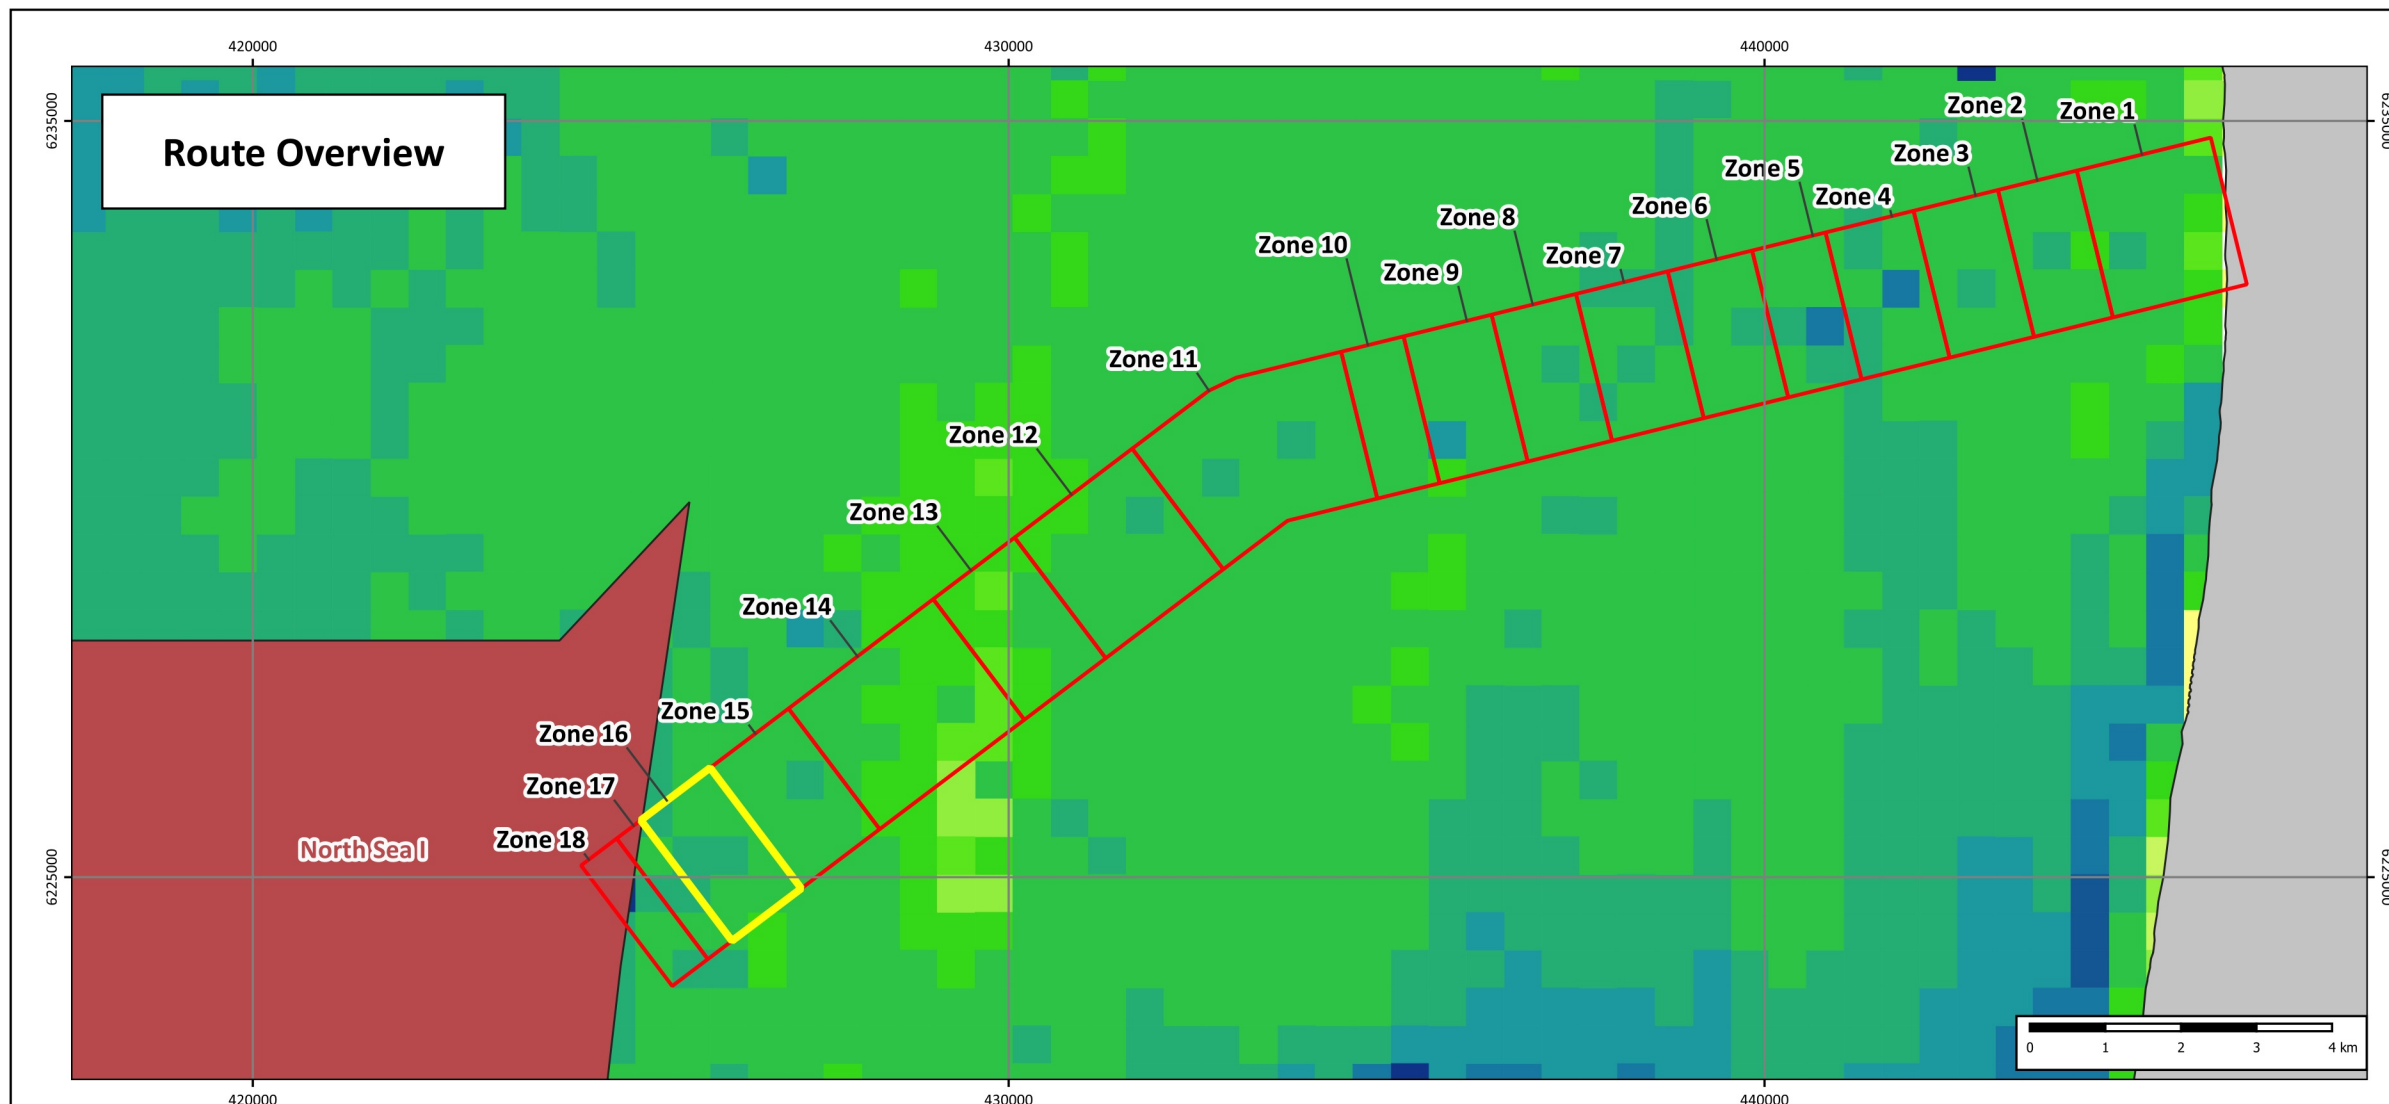 420000 430000 440000
6235000
6235000
Route Overview
Zone 2
Zone 1
Zone 3
Zone 5
Zone 4
Zone 6
Zone 8
Zone 10
Zone 7
Zone 9
Zone 11
Zone 12
Zone 13
Zone 14
Zone 15
Zone 16
Zone 17
Zone 18
North Sea I
6225000
6225000
0 1 2 3 4 km
420000 430000 440000